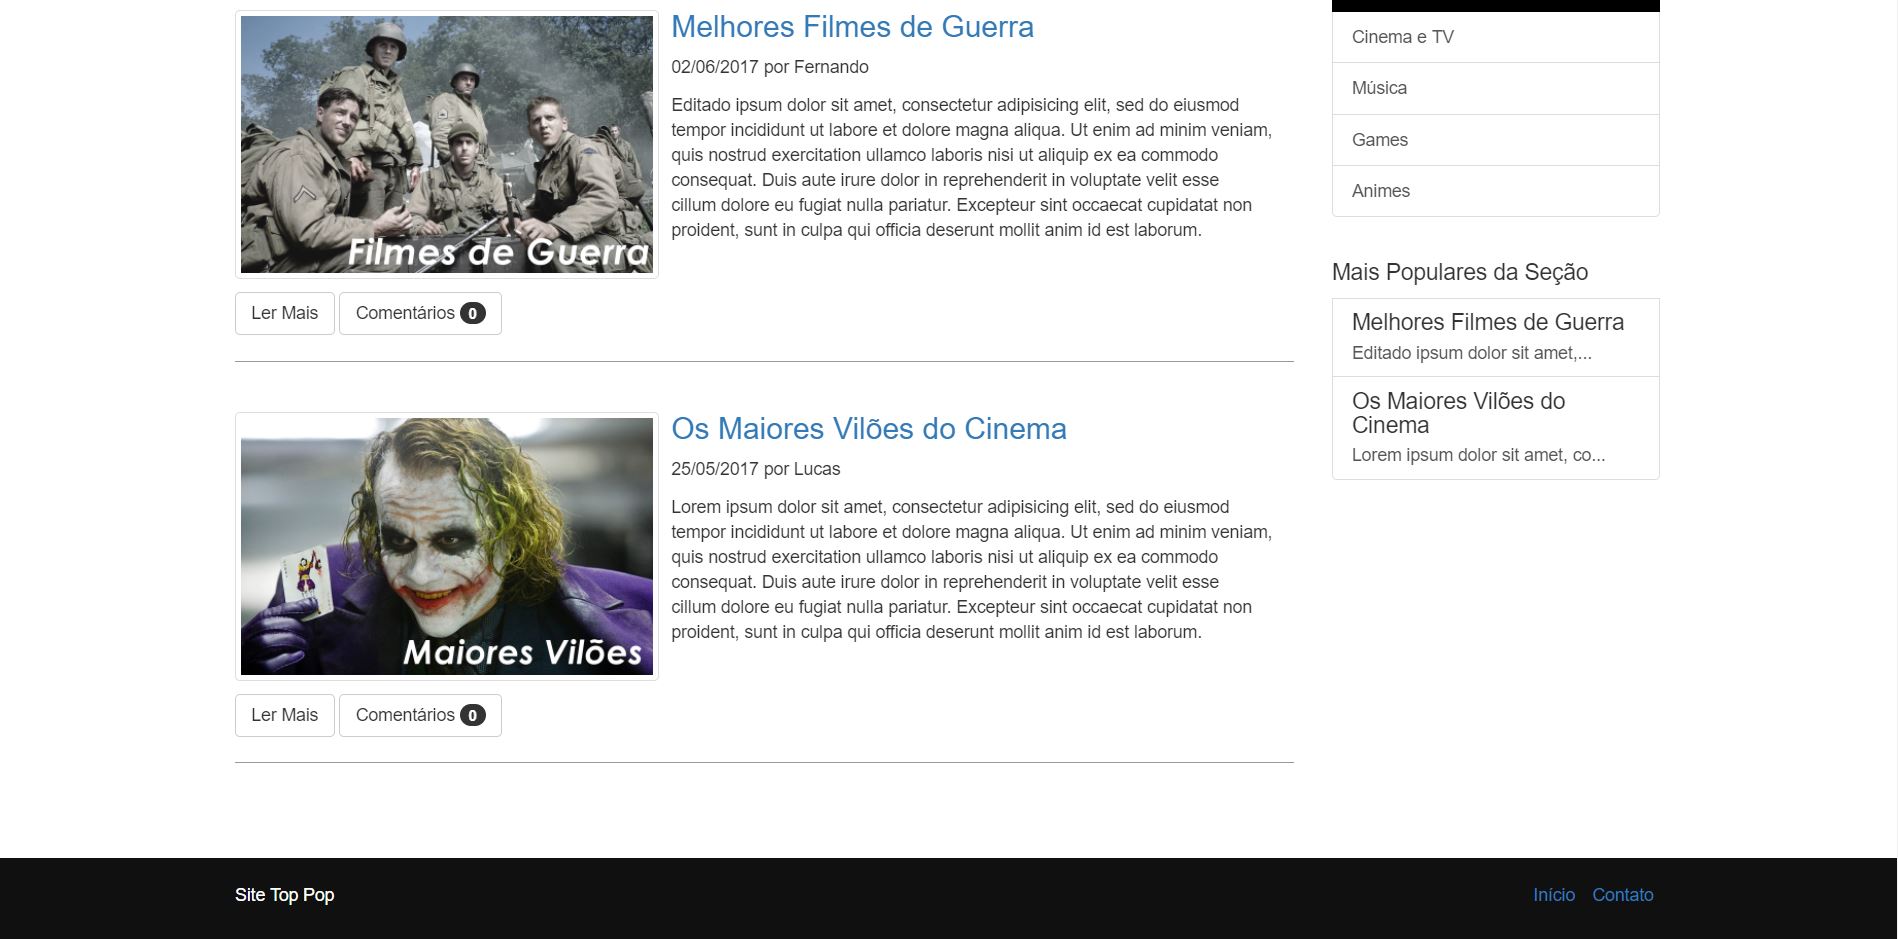 Melhores Filmes de Guerra
02/06/2017 por Fernando
Editado ipsum dolor sit amet, consectetur adipisicing elit, sed do eiusmod
tempor incididunt ut labore et dolore magna aliqua. Ut enim ad minim veniam,
quis nostrud exercitation ullamco laboris nisi ut aliquip ex ea commodo
consequat. Duis aute irure dolor in reprehenderit in voluptate velit esse
cillum dolore eu fugiat nulla pariatur. Excepteur sint occaecat cupidatat non
proident, sunt in culpa qui officia deserunt mollit anim id est laborum.
Filmes de Guerra
Ler Mais
Comentários 0
Os Maiores Vilões do Cinema
25/05/2017 por Lucas
Lorem ipsum dolor sit amet, consectetur adipisicing elit, sed do eiusmod
tempor incididunt ut labore et dolore magna aliqua. Ut enim ad minim veniam,
quis nostrud exercitation ullamco laboris nisi ut aliquip ex ea commodo
consequat. Duis aute irure dolor in reprehenderit in voluptate velit esse
cillum dolore eu fugiat nulla pariatur. Excepteur sint occaecat cupidatat non
proident, sunt in culpa qui officia deserunt mollit anim id est laborum.
Maiores Vilões
Ler Mais
Comentários 0
Cinema e TV
Música
Games
Animes
Mais Populares da Seção
Melhores Filmes de Guerra
Editado ipsum dolor sit amet,...
Os Maiores Vilões do
Cinema
Lorem ipsum dolor sit amet, co...
Site Top Pop
Início
Contato